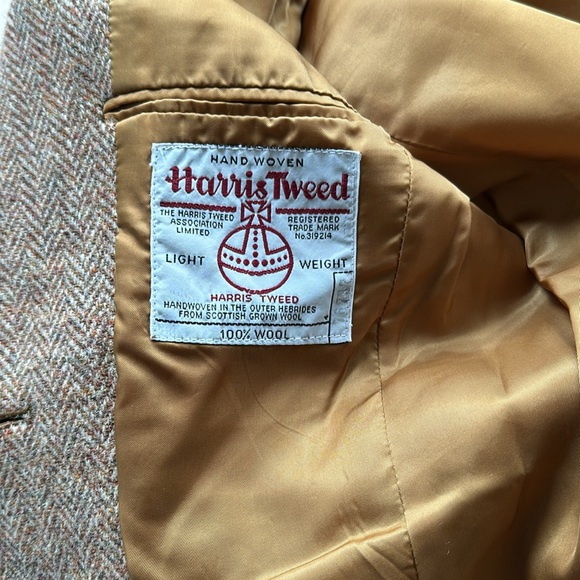 HAND WOVEN
Harris Tweed
THE HARRIS TWEED
ASSOCIATION
LIMITED
REGISTERED
TRADE MARK
No.319214
LIGHT WEIGHT
HARRIS TWEED
HANDWOVEN IN THE OUTER HEBRIDES
FROM SCOTTISH GROWN WOOL
100% WOOL